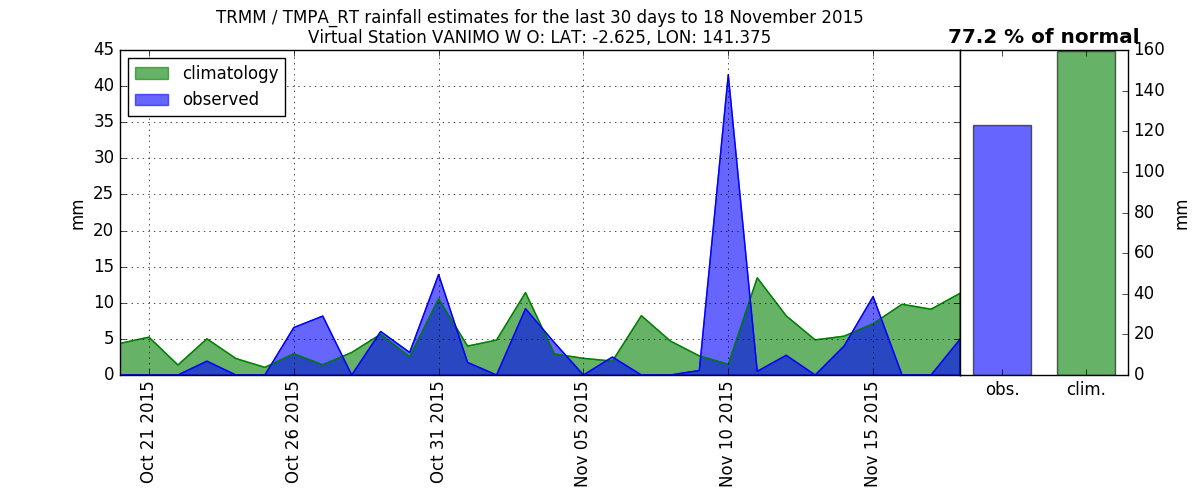 TRMM / TMPA_RT rainfall estimates for the last 30 days to 18 November 2015
Virtual Station VANIMO W O: LAT: -2.625, LON: 141.375
77.2 % of normal
climatology
observed
45
40
35
30
25
20
15
10
5
0
mm
Oct 21 2015
Oct 26 2015
Oct 31 2015
Nov 05 2015
Nov 10 2015
Nov 15 2015
160
140
120
100
80
60
40
20
0
mm
obs.
clim.